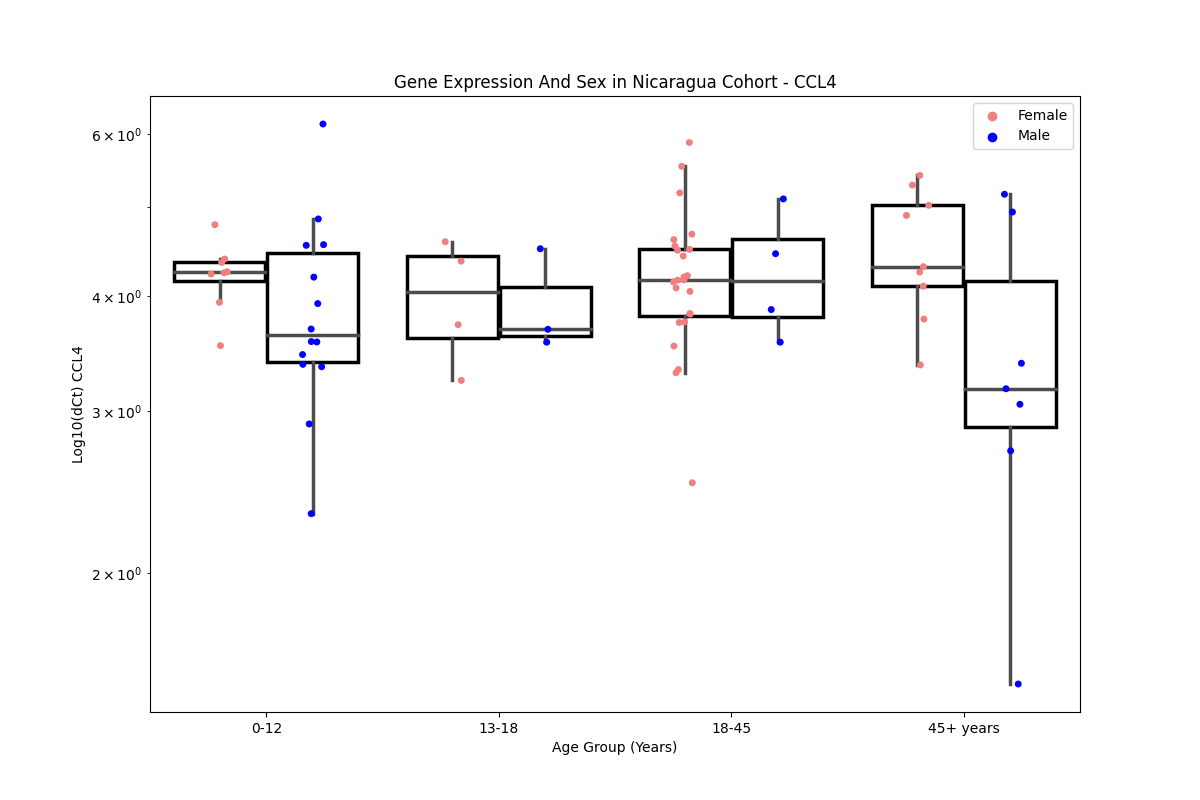 Gene Expression And Sex in Nicaragua Cohort - CCL4
Female
Male
6 × 10⁰
4 × 10⁰
3 × 10⁰
2 × 10⁰
Log10(dCt) CCL4
0-12
13-18
18-45
45+ years
Age Group (Years)